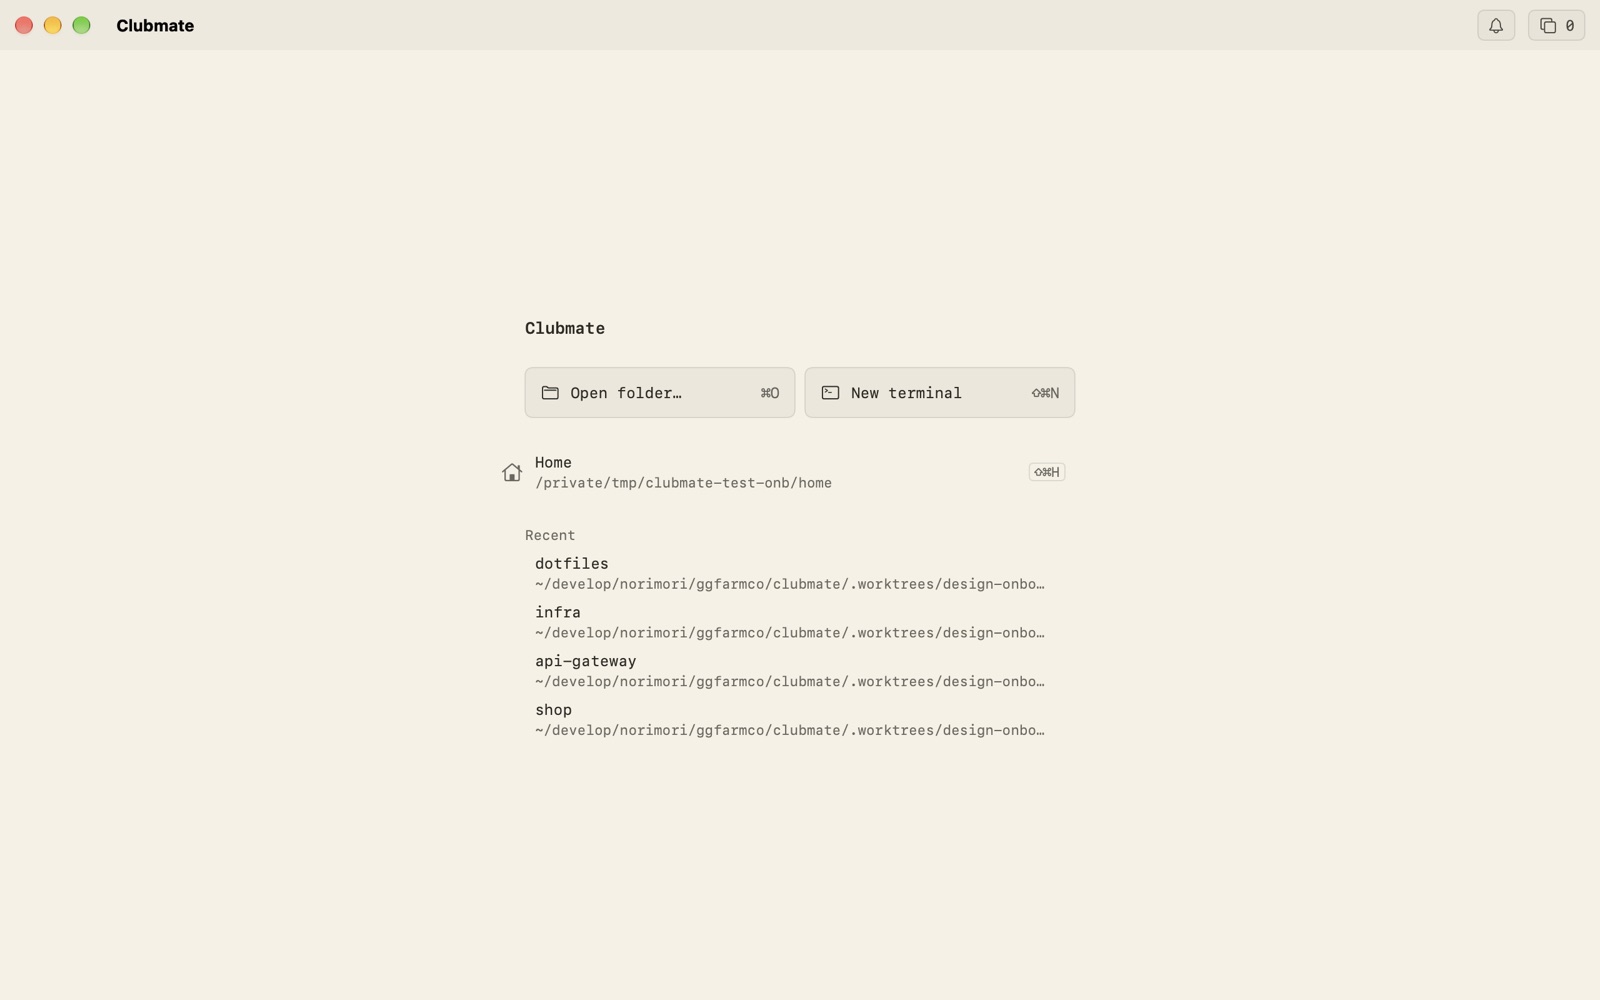 Clubmate
0
Clubmate
Open folder… ⌘O
New terminal ⇧⌘N
Home
/private/tmp/clubmate-test-onb/home
⇧⌘H
Recent
dotfiles
~/develop/norimori/ggfarmco/clubmate/.worktrees/design-onbo…
infra
~/develop/norimori/ggfarmco/clubmate/.worktrees/design-onbo…
api-gateway
~/develop/norimori/ggfarmco/clubmate/.worktrees/design-onbo…
shop
~/develop/norimori/ggfarmco/clubmate/.worktrees/design-onbo…